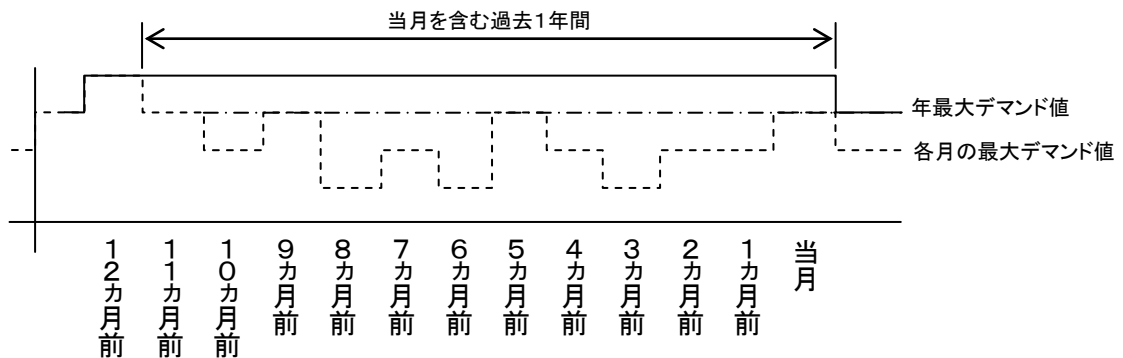 当月を含む過去1年間
年最大デマンド値
各月の最大デマンド値
12カ月前
11カ月前
10カ月前
9カ月前
8カ月前
7カ月前
6カ月前
5カ月前
4カ月前
3カ月前
2カ月前
1カ月前
当月